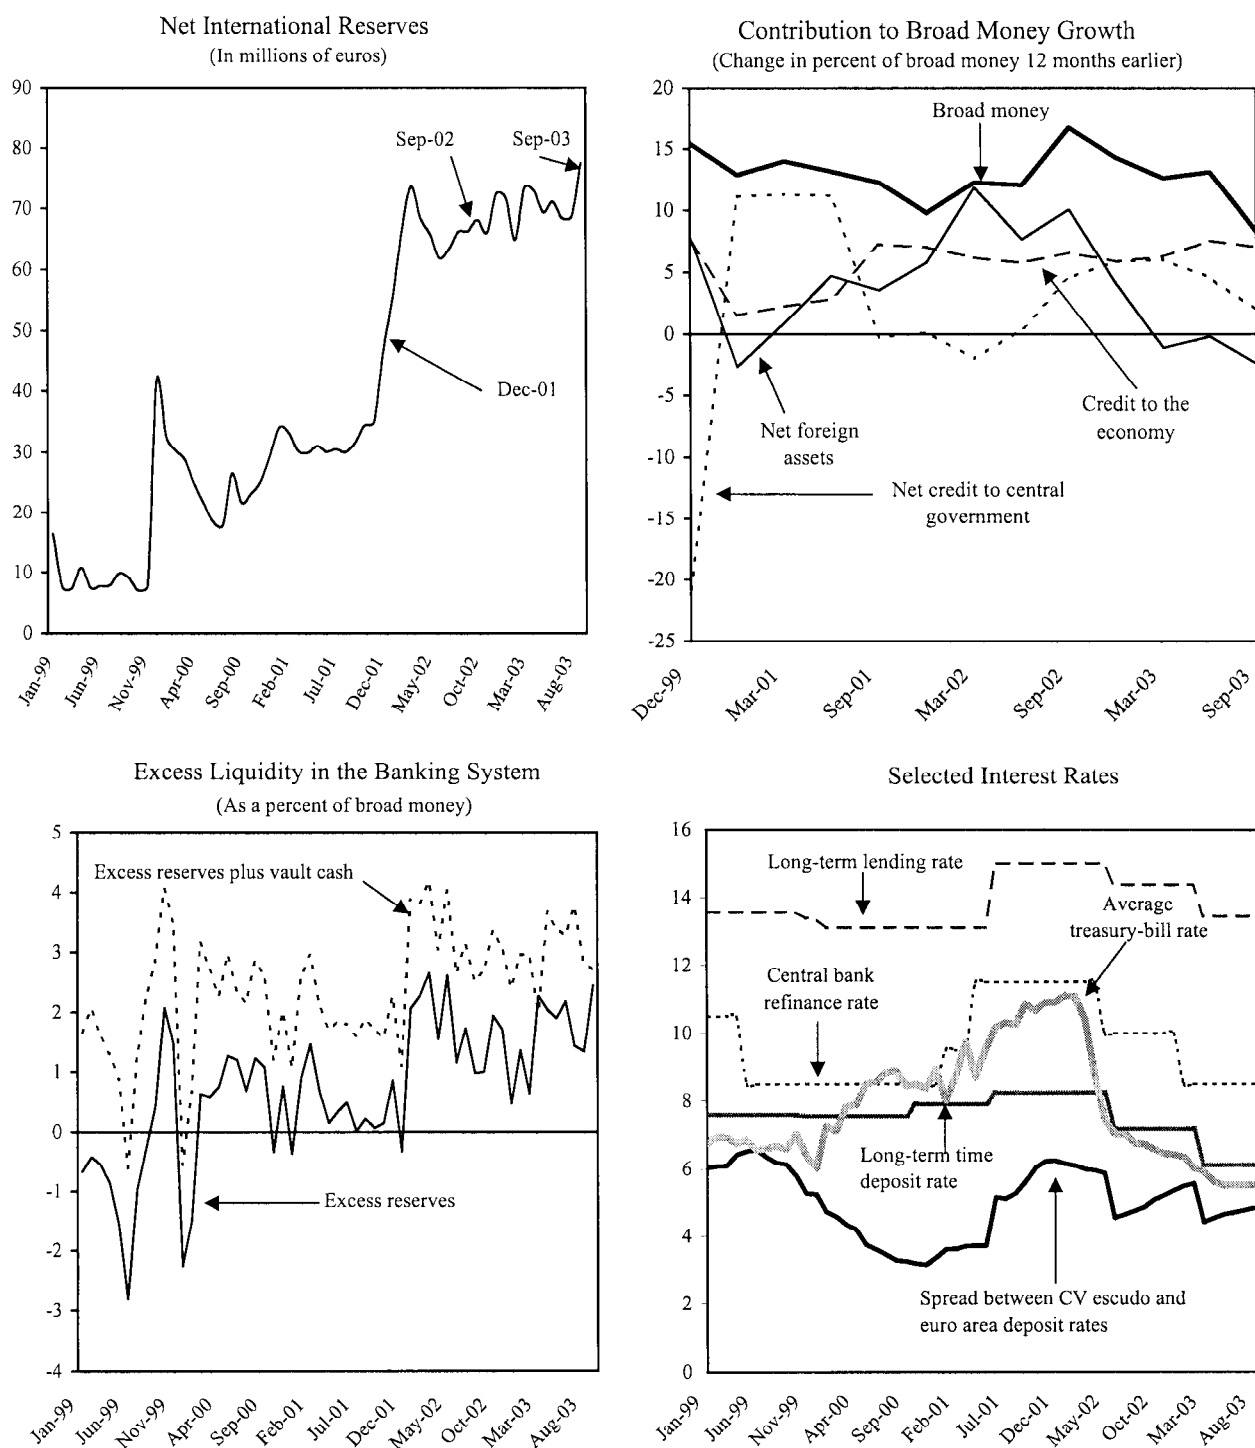 Net International Reserves
(In millions of euros)
90
80
70
60
50
40
30
20
10
0
Sep-02
Sep-03
Dec-01
Jan-99
Jun-99
Nov-99
Apr-00
Sep-00
Feb-01
Jul-01
Dec-01
May-02
Oct-02
Mar-03
Aug-03
Contribution to Broad Money Growth
(Change in percent of broad money 12 months earlier)
20
15
10
5
0
-5
-10
-15
-20
-25
Broad money
Credit to the
economy
Net foreign
assets
Net credit to central
government
Dec-99
Mar-01
Sep-01
Mar-02
Sep-02
Mar-03
Sep-03
Excess Liquidity in the Banking System
(As a percent of broad money)
5
4
3
2
1
0
-1
-2
-3
-4
Excess reserves plus vault cash
Excess reserves
Jan-99
Jun-99
Nov-99
Apr-00
Sep-00
Feb-01
Jul-01
Dec-01
May-02
Oct-02
Mar-03
Aug-03
Selected Interest Rates
16
14
12
10
8
6
4
2
0
Long-term lending rate
Average
treasury-bill rate
Central bank
refinance rate
Long-term time
deposit rate
Spread between CV escudo and
euro area deposit rates
Jan-99
Jun-99
Nov-99
Apr-00
Sep-00
Feb-01
Jul-01
Dec-01
May-02
Oct-02
Mar-03
Aug-03